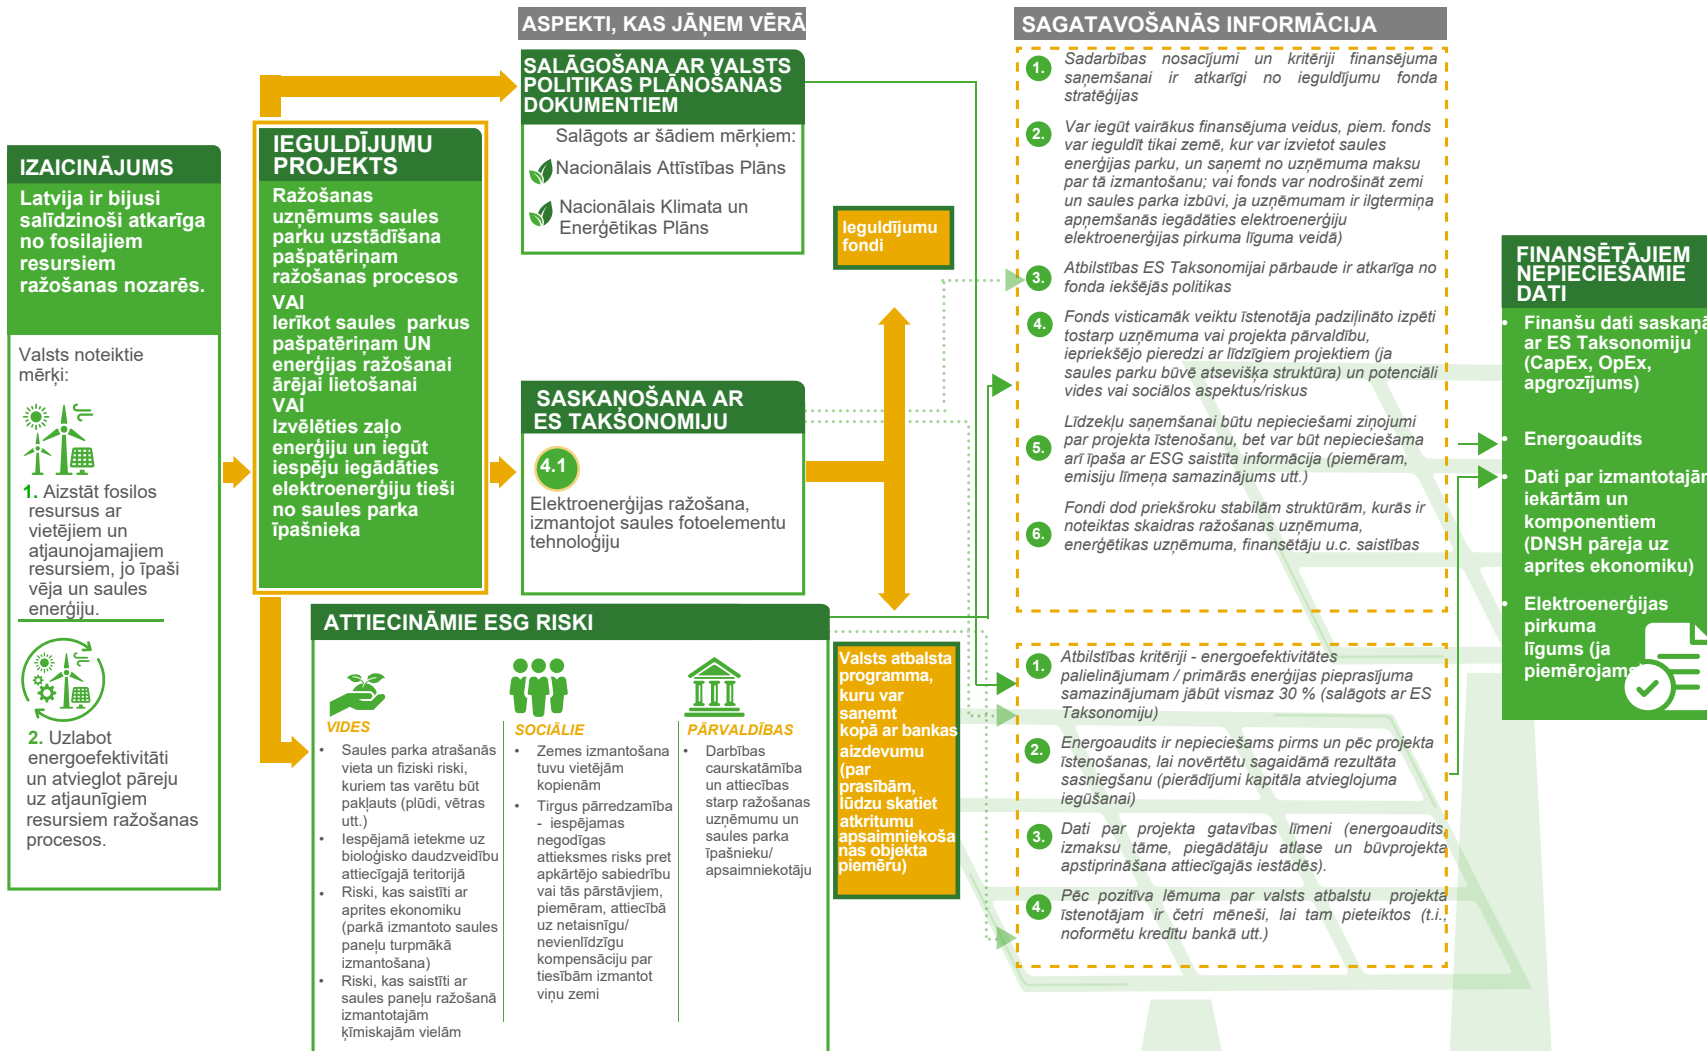 IZAICINĀJUMS
Latvija ir bijusi
salīdzinoši atkarīga
no fosilajiem
resursiem
ražošanas nozarēs.
Valsts noteiktie
mērķi:
1. Aizstāt fosilos
resursus ar
vietējiem un
atjaunojamajiem
resursiem, jo īpaši
vēja un saules
enerģiju.
2. Uzlabot
energoefektivitāti
un atvieglot pāreju
uz atjaunīgiem
resursiem ražošanas
procesos.
IEGULDĪJUMU
PROJEKTS
Ražošanas
uzņēmums saules
parku uzstādīšana
pašpatēriņam
ražošanas procesos
VAI
Ierīkot saules parkus
pašpatēriņam UN
enerģijas ražošanai
ārējai lietošanai
VAI
Izvēlēties zaļo
enerģiju un iegūt
iespēju iegādāties
elektroenerģiju tieši
no saules parka
īpašnieka
ASPEKTI, KAS JĀŅEM VĒRĀ
SALĀGOŠANA AR VALSTS
POLITIKAS PLĀNOŠANAS
DOKUMENTIEM
Salāgots ar šādiem mērķiem:
Nacionālais Attīstības Plāns
Nacionālais Klimata un
Enerģētikas Plāns
SASKAŅOŠANA AR
ES TAKSONOMIJU
4.1
Elektroenerģijas ražošana,
izmantojot saules fotoelementu
tehnoloģiju
ATTIECINĀMIE ESG RISKI
VIDES
• Saules parka atrašanās
vieta un fiziski riski,
kuriem tas varētu būt
pakļauts (plūdi, vētras
utt.)
• Iespējamā ietekme uz
bioloģisko daudzveidību
attiecīgajā teritorijā
• Riski, kas saistīti ar
aprites ekonomiku
(parkā izmantoto saules
paneļu turpmākā
izmantošana)
• Riski, kas saistīti ar
saules paneļu ražošanā
izmantotajām
ķīmiskajām vielām
SOCIĀLIE
• Zemes izmantošana
tuvu vietējām
kopienām
• Tirgus pārredzamība
- iespējamas
negodīgas
attieksmes risks pret
apkārtējo sabiedrību
vai tās pārstāvjiem,
piemēram, attiecībā
uz netaisnīgu/
nevienlīdzīgu
kompensāciju par
tiesībām izmantot
viņu zemi
PĀRVALDĪBAS
• Darbības
caurskatāmība
un attiecības
starp ražošanas
uzņēmumu un
saules parka
īpašnieku/
apsaimniekotāju
Ieguldījumu
fondi
Valsts atbalsta
programma,
kuru var
saņemt
kopā ar bankas
aizdevumu
(par
prasībām,
lūdzu skatiet
atkritumu
apsaimniekoša
nas objekta
piemēru)
SAGATAVOŠANĀS INFORMĀCIJA
1. Sadarbības nosacījumi un kritēriji finansējuma
saņemšanai ir atkarīgi no ieguldījumu fonda
stratēģijas
2. Var iegūt vairākus finansējuma veidus, piem. fonds
var ieguldīt tikai zemē, kur var izvietot saules
enerģijas parku, un saņemt no uzņēmuma maksu
par tā izmantošanu; vai fonds var nodrošināt zemi
un saules parka izbūvi, ja uzņēmumam ir ilgtermiņa
apņemšanās iegādāties elektroenerģiju
elektroenerģijas pirkuma līguma veidā)
3. Atbilstības ES Taksonomijai pārbaude ir atkarīga no
fonda iekšējās politikas
4. Fonds visticamāk veiktu īstenotāja padziļināto izpēti
tostarp uzņēmuma vai projekta pārvaldību,
iepriekšējo pieredzi ar līdzīgiem projektiem (ja
saules parku būvē atsevišķa struktūra) un potenciāli
vides vai sociālos aspektus/riskus
5. Līdzekļu saņemšanai būtu nepieciešami ziņojumi
par projekta īstenošanu, bet var būt nepieciešama
arī īpaša ar ESG saistīta informācija (piemēram,
emisiju līmeņa samazinājums utt.)
6. Fondi dod priekšroku stabilām struktūrām, kurās ir
noteiktas skaidras ražošanas uzņēmuma,
enerģētikas uzņēmuma, finansētāju u.c. saistības
1. Atbilstības kritēriji - energoefektivitātes
palielinājumam / primārās enerģijas pieprasījuma
samazinājumam jābūt vismaz 30 % (salāgots ar ES
Taksonomiju)
2. Energoaudits ir nepieciešams pirms un pēc projekta
īstenošanas, lai novērtētu sagaidāmā rezultāta
sasniegšanu (pierādījumi kapitāla atvieglojuma
iegūšanai)
3. Dati par projekta gatavības līmeni (energoaudits,
izmaksu tāme, piegādātāju atlase un būvprojekta
apstiprināšana attiecīgajās iestādēs).
4. Pēc pozitīva lēmuma par valsts atbalstu projekta
īstenotājam ir četri mēneši, lai tam pieteiktos (t.i.,
noformētu kredītu bankā utt.)
FINANSĒTĀJIEM
NEPIECIEŠAMIE
DATI
• Finanšu dati saskaņā
ar ES Taksonomiju
(CapEx, OpEx,
apgrozījums)
• Energoaudits
• Dati par izmantotajām
iekārtām un
komponentiem
(DNSH pāreja uz
aprites ekonomiku)
• Elektroenerģijas
pirkuma
līgums (ja
piemērojams